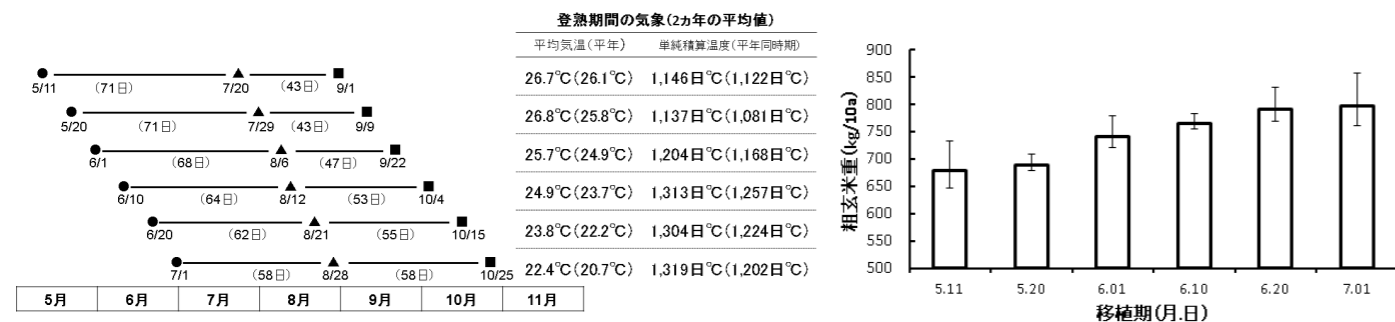 登熟期間の気象(2ヵ年の平均値)
平均気温(平年) 単純積算温度(平年同時期)
(71日) (43日)
5/11 7/20 9/1
26.7℃(26.1℃) 1,146日℃(1,122日℃)
(71日) (43日)
5/20 7/29 9/9
26.8℃(25.8℃) 1,137日℃(1,081日℃)
(68日) (47日)
6/1 8/6 9/22
25.7℃(24.9℃) 1,204日℃(1,168日℃)
(64日) (53日)
6/10 8/12 10/4
24.9℃(23.7℃) 1,313日℃(1,257日℃)
(62日) (55日)
6/20 8/21 10/15
23.8℃(22.2℃) 1,304日℃(1,224日℃)
(58日) (58日)
7/1 8/28 10/25
22.4℃(20.7℃) 1,319日℃(1,202日℃)
5月 6月 7月 8月 9月 10月 11月
粗玄米重(kg/10a)
900
850
800
750
700
650
600
550
500
5.11 5.20 6.01 6.10 6.20 7.01
移植期(月.日)